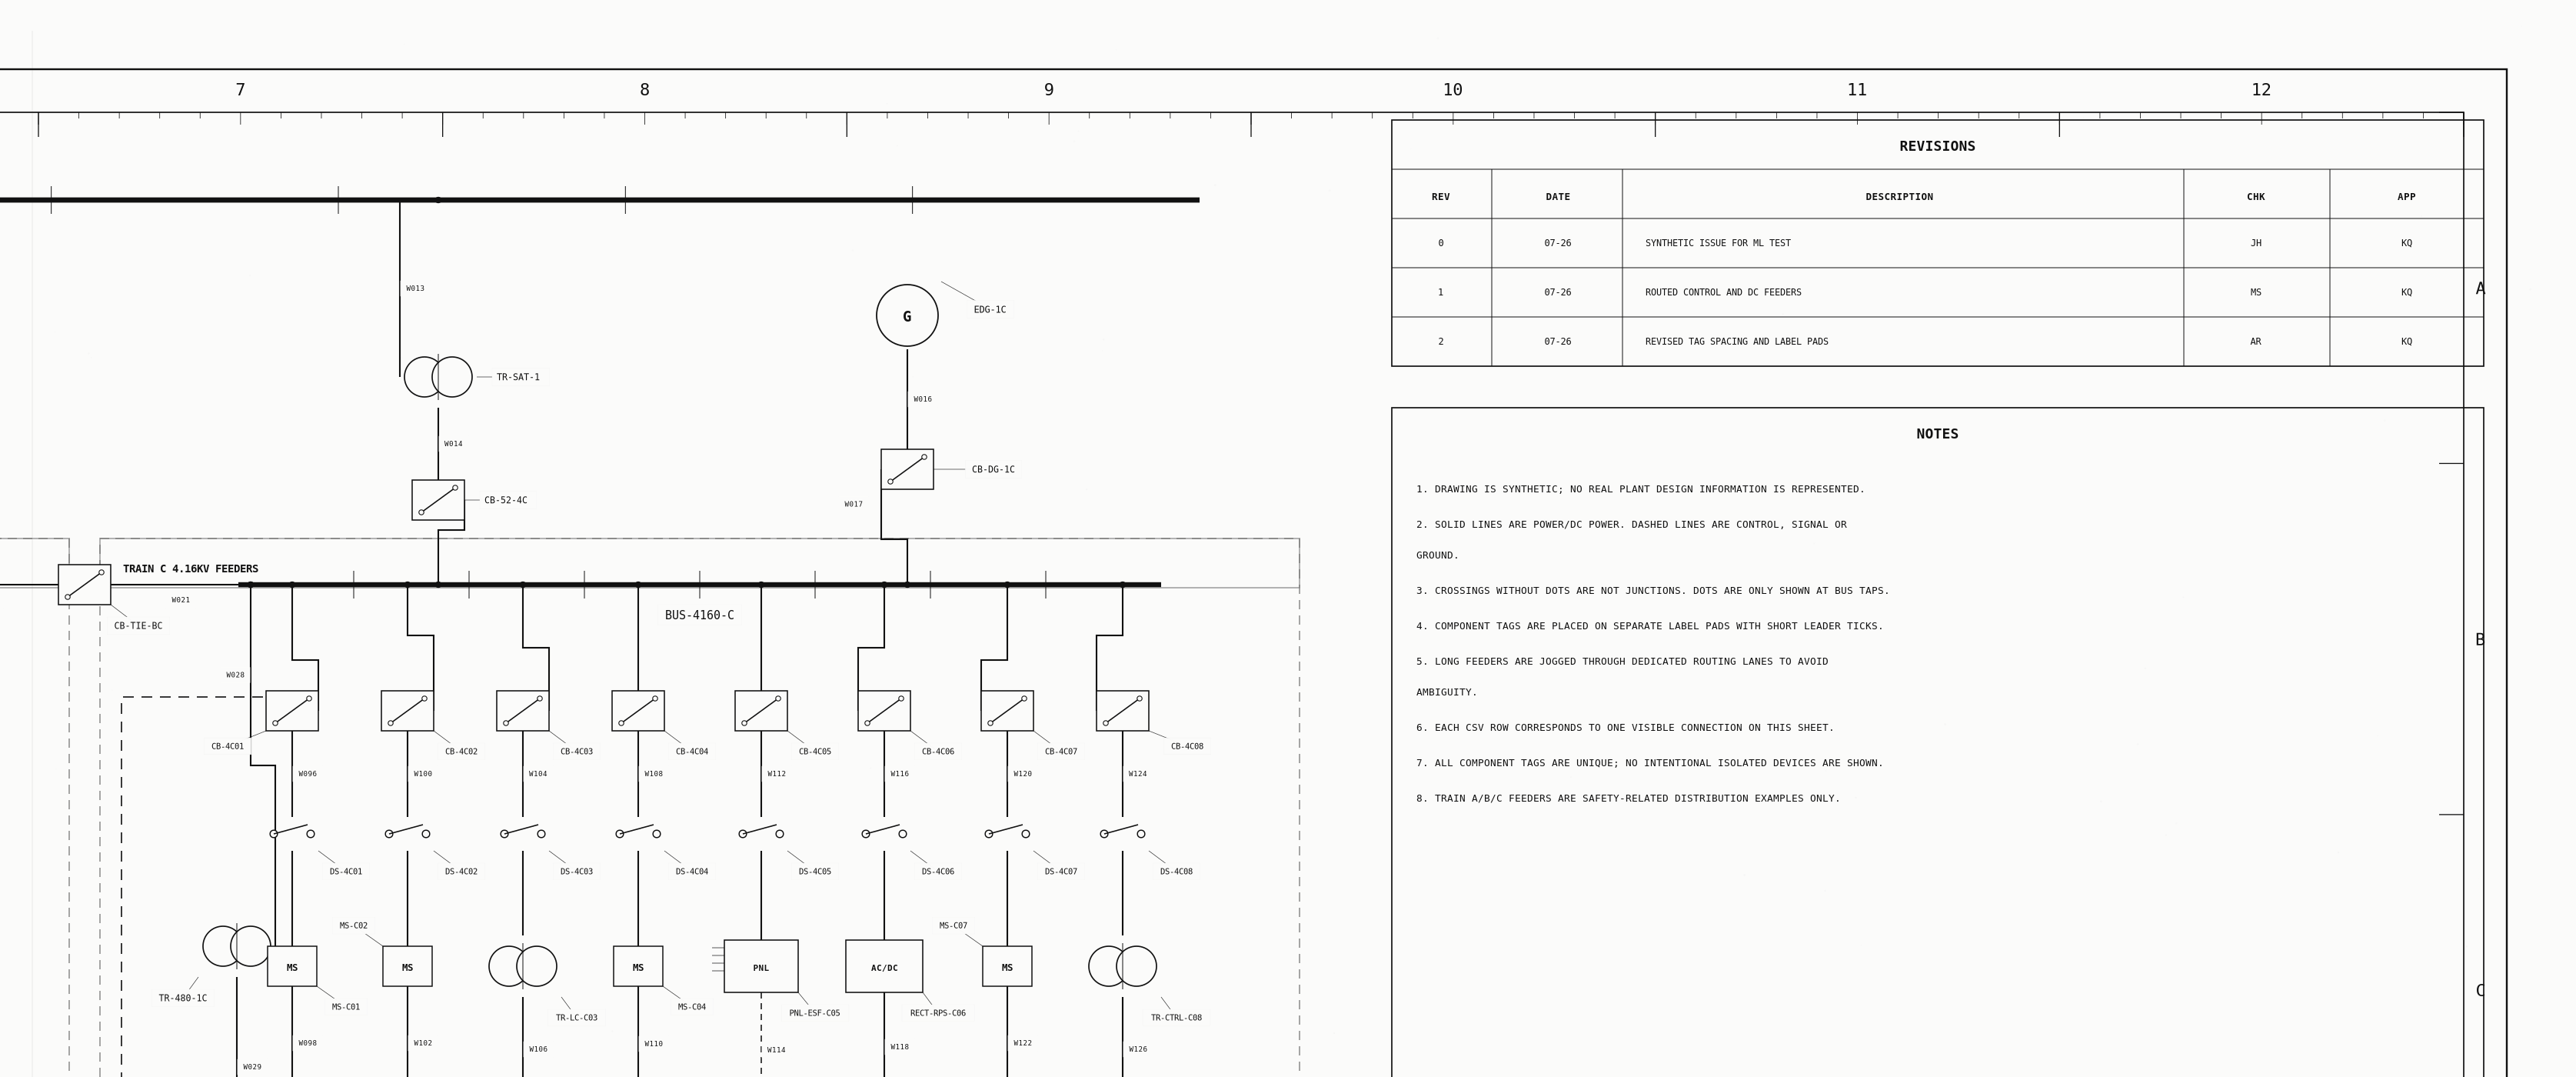 7 8 9 10 11 12
REVISIONS
REV DATE DESCRIPTION CHK APP
0 07-26 SYNTHETIC ISSUE FOR ML TEST JH KQ
1 07-26 ROUTED CONTROL AND DC FEEDERS MS KQ
2 07-26 REVISED TAG SPACING AND LABEL PADS AR KQ
A
B
C
NOTES
1. DRAWING IS SYNTHETIC; NO REAL PLANT DESIGN INFORMATION IS REPRESENTED.
2. SOLID LINES ARE POWER/DC POWER. DASHED LINES ARE CONTROL, SIGNAL OR
GROUND.
3. CROSSINGS WITHOUT DOTS ARE NOT JUNCTIONS. DOTS ARE ONLY SHOWN AT BUS TAPS.
4. COMPONENT TAGS ARE PLACED ON SEPARATE LABEL PADS WITH SHORT LEADER TICKS.
5. LONG FEEDERS ARE JOGGED THROUGH DEDICATED ROUTING LANES TO AVOID
AMBIGUITY.
6. EACH CSV ROW CORRESPONDS TO ONE VISIBLE CONNECTION ON THIS SHEET.
7. ALL COMPONENT TAGS ARE UNIQUE; NO INTENTIONAL ISOLATED DEVICES ARE SHOWN.
8. TRAIN A/B/C FEEDERS ARE SAFETY-RELATED DISTRIBUTION EXAMPLES ONLY.
W013
EDG-1C
G
TR-SAT-1
W016
W014
CB-DG-1C
CB-52-4C
W017
TRAIN C 4.16KV FEEDERS
W021
BUS-4160-C
CB-TIE-BC
W028
CB-4C01 CB-4C02 CB-4C03 CB-4C04 CB-4C05 CB-4C06 CB-4C07 CB-4C08
W096 W100 W104 W108 W112 W116 W120 W124
DS-4C01 DS-4C02 DS-4C03 DS-4C04 DS-4C05 DS-4C06 DS-4C07 DS-4C08
MS-C02 MS-C07
MS MS MS PNL AC/DC MS
TR-480-1C MS-C01 TR-LC-C03 MS-C04 PNL-ESF-C05 RECT-RPS-C06 TR-CTRL-C08
W098 W102 W106 W110 W114 W118 W122 W126
W029